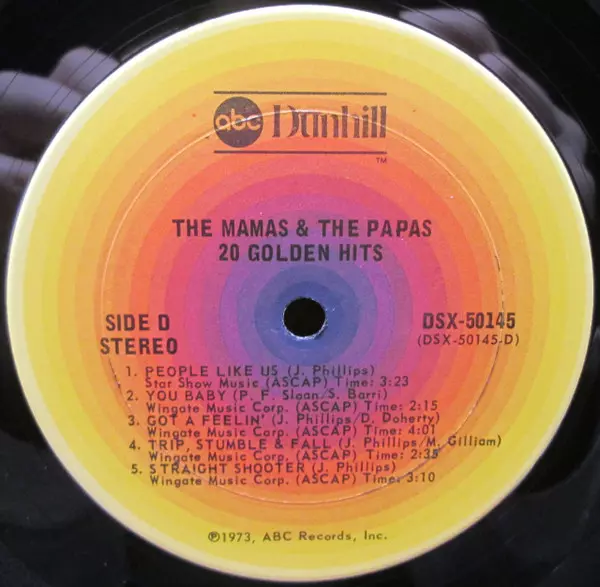 abc Dunhill
TM
THE MAMAS & THE PAPAS
20 GOLDEN HITS
SIDE D
STEREO
DSX-50145
(DSX-50145-D)
1. PEOPLE LIKE US (J. Phillips)
Star Show Music (ASCAP) Time: 3:23
2. YOU BABY (P. F. Sloan/S. Barri)
Wingate Music Corp. (ASCAP) Time: 2:15
3. GOT A FEELIN' (J. Phillips/D. Doherty)
Wingate Music Corp. (ASCAP) Time: 4:01
4. TRIP, STUMBLE & FALL (J. Phillips/M. Gilliam)
Wingate Music Corp. (ASCAP) Time: 2:35
5. STRAIGHT SHOOTER (J. Phillips)
Wingate Music Corp. (ASCAP) Time: 3:10
℗1973, ABC Records, Inc.